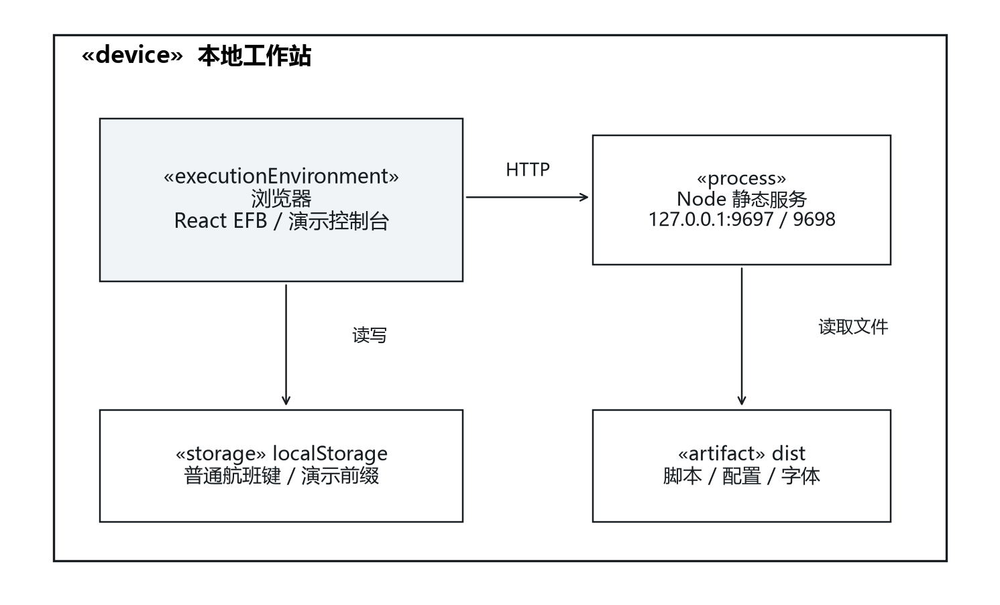 «device» 本地工作站
«executionEnvironment»
浏览器
React EFB / 演示控制台
HTTP
«process»
Node 静态服务
127.0.0.1:9697 / 9698
读写
读取文件
«storage» localStorage
普通航班键 / 演示前缀
«artifact» dist
脚本 / 配置 / 字体